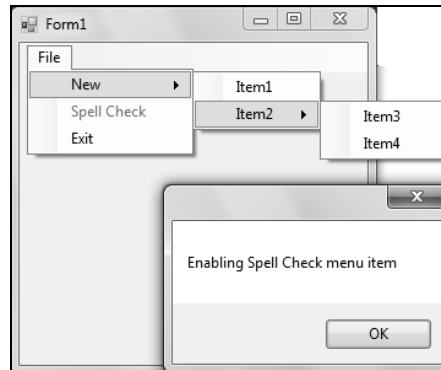 Form1
File
New
Item1
Spell Check
Item2
Item3
Exit
Item4
Enabling Spell Check menu item
OK